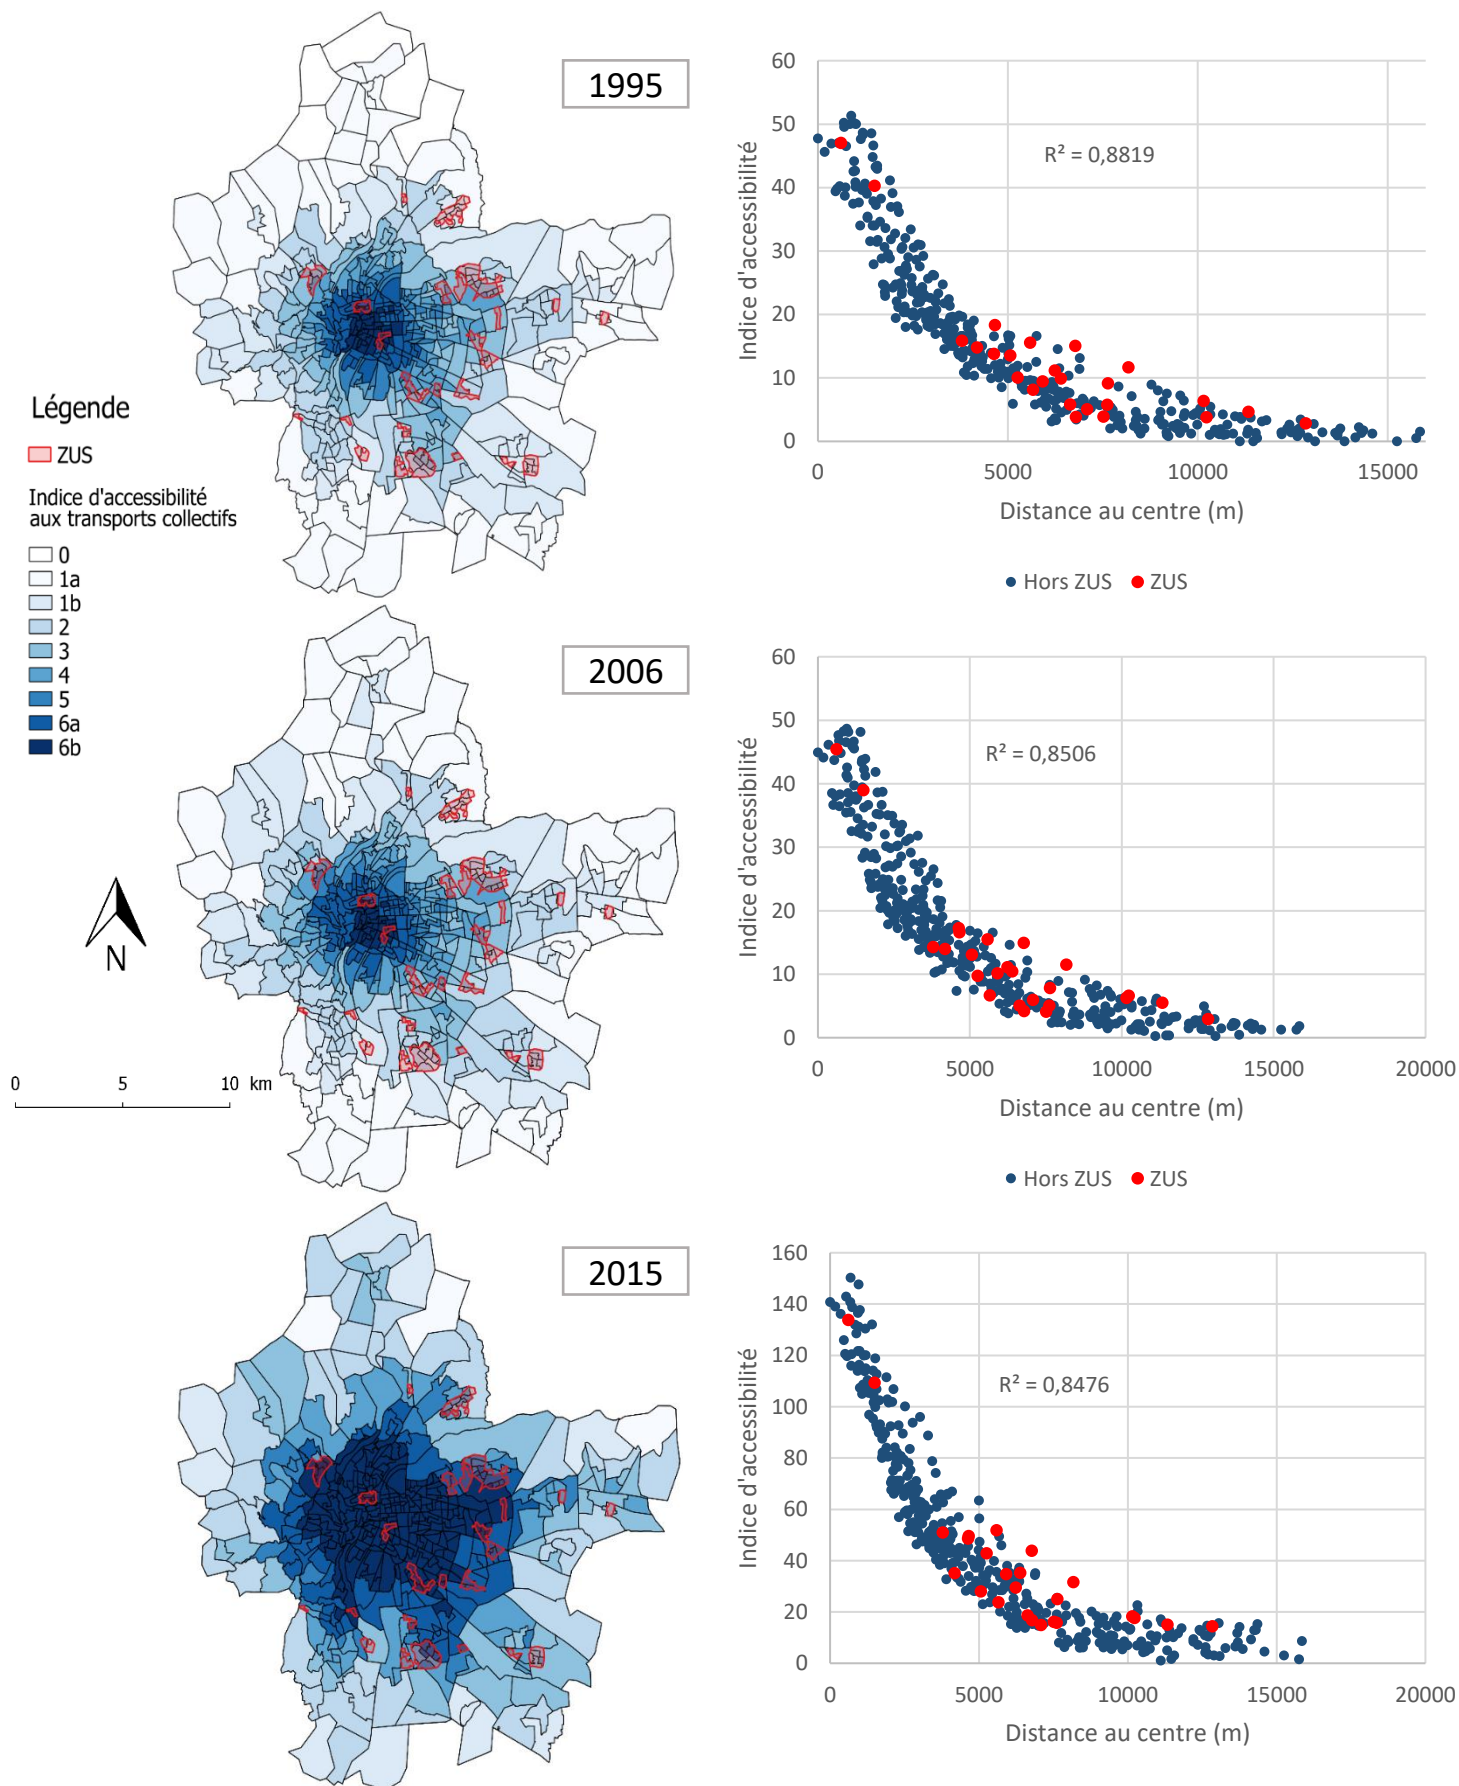 1995
60
50
40
30
20
10
0
Indice d'accessibilité
R² = 0,8819
0
5000
10000
15000
Distance au centre (m)
Hors ZUS
ZUS
Légende
ZUS
Indice d'accessibilité
aux transports collectifs
0
1a
1b
2
3
4
5
6a
6b
N
0
5
10 km
2006
60
50
40
30
20
10
0
Indice d'accessibilité
R² = 0,8506
0
5000
10000
15000
20000
Distance au centre (m)
Hors ZUS
ZUS
2015
160
140
120
100
80
60
40
20
0
Indice d'accessibilité
R² = 0,8476
0
5000
10000
15000
20000
Distance au centre (m)